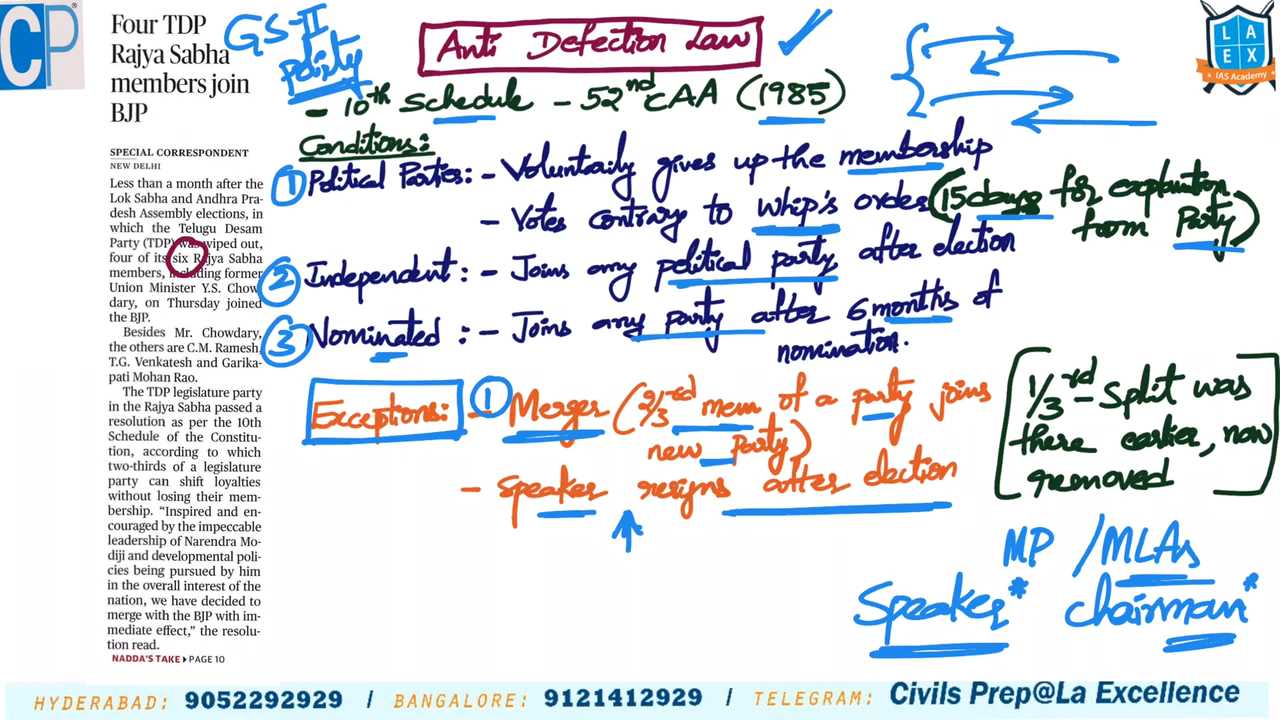 CP
Four TDP
Rajya Sabha
members join
BJP
SPECIAL CORRESPONDENT
NEW DELHI
Less than a month after the
Lok Sabha and Andhra Pra-
desh Assembly elections, in
which the Telugu Desam
Party (TDP) was wiped out,
four of its six Rajya Sabha
members, including former
Union Minister Y.S. Chow-
dary, on Thursday joined
the BJP.
Besides Mr. Chowdary,
the others are C.M. Ramesh,
T.G. Venkatesh and Garika-
pati Mohan Rao.
The TDP legislature party
in the Rajya Sabha passed a
resolution as per the 10th
Schedule of the Constitu-
tion, according to which
two-thirds of a legislature
party can shift loyalties
without losing their mem-
bership. “Inspired and en-
couraged by the impeccable
leadership of Narendra Mo-
diji and developmental poli-
cies being pursued by him
in the overall interest of the
nation, we have decided to
merge with the BJP with im-
mediate effect,” the resolu-
tion read.
NADDA'S TAKE ▸ PAGE 10
GS-II
Polity
Anti Defection Law
- 10th Schedule - 52nd CAA (1985)
Conditions:
① Political Parties: - Voluntaily gives up the membership
- Votes contrary to Whip's order (15 days for explantion
from Party)
② Independent: - Joins any political party after election
③ Nominated: - Joins any party after 6 months of
nomination.
Exceptions: - ① Merger (2/3rd mem of a party joins
new Party)
- Speaker resigns after election
[1/3rd - Split was
there earlier, now
removed]
MP / MLAs
Speaker* Chairman*
LAEX
IAS Academy
HYDERABAD: 9052292929 / BANGALORE: 9121412929 / TELEGRAM: Civils Prep@La Excellence